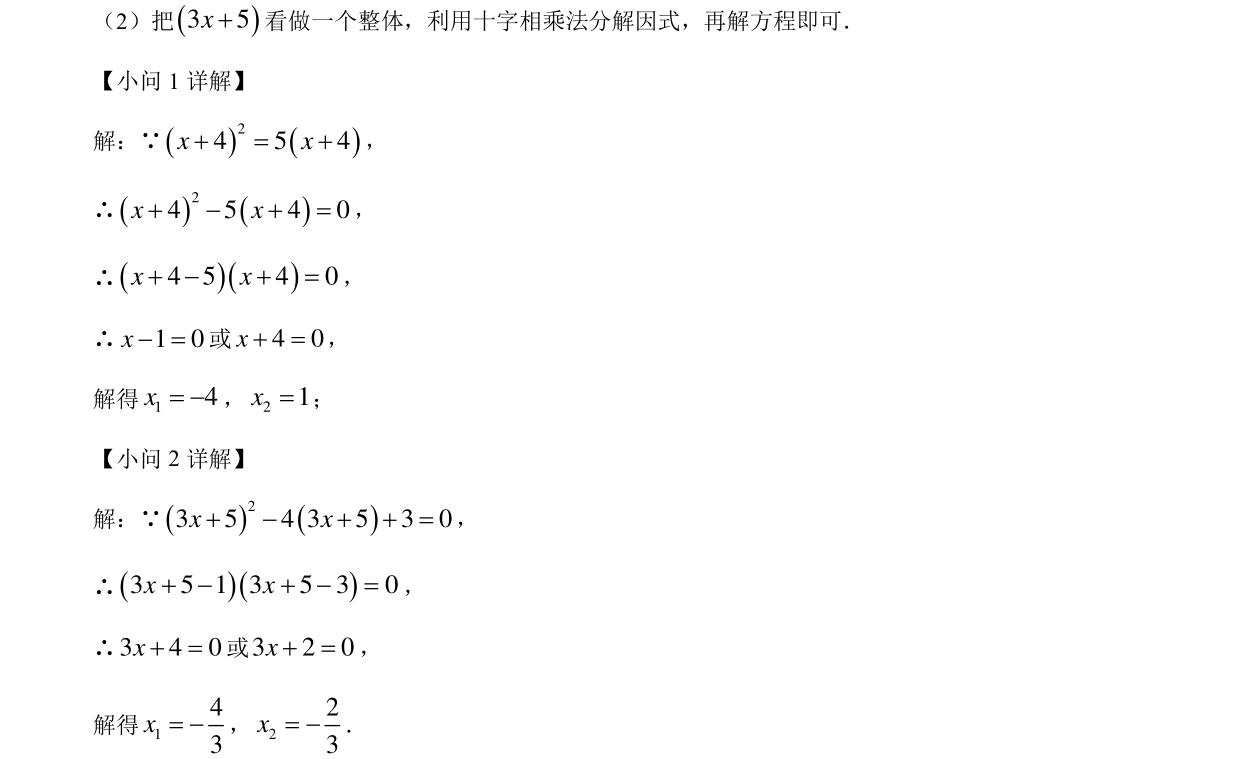 （2）把(3x+5)看做一个整体，利用十字相乘法分解因式，再解方程即可．
【小问 1 详解】
解：∵(x+4)²=5(x+4)，
∴(x+4)²−5(x+4)=0，
∴(x+4−5)(x+4)=0，
∴x−1=0或x+4=0，
解得x₁=−4，x₂=1；
【小问 2 详解】
解：∵(3x+5)²−4(3x+5)+3=0，
∴(3x+5−1)(3x+5−3)=0，
∴3x+4=0或3x+2=0，
解得x₁=−4/3，x₂=−2/3．